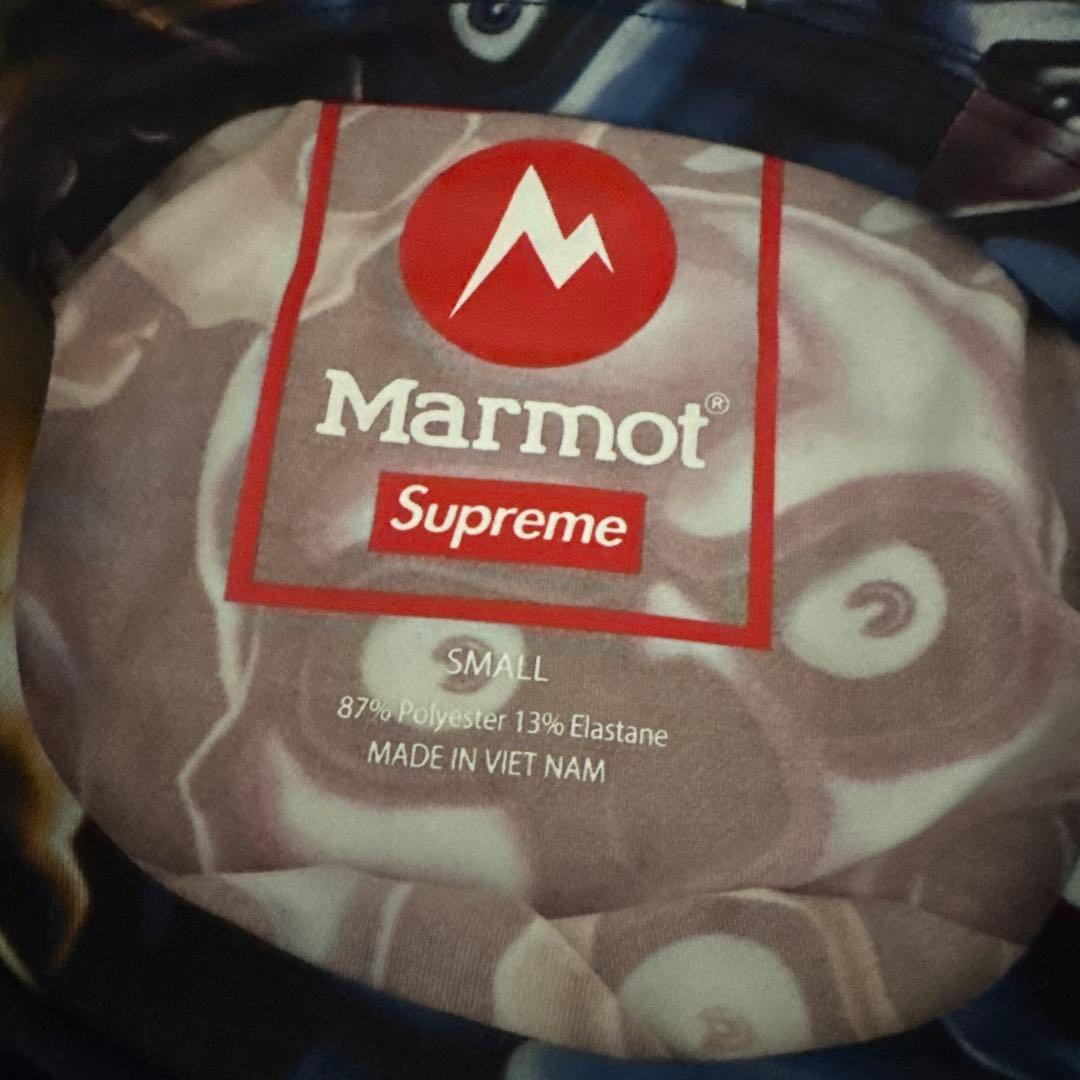 Marmot®
Supreme
SMALL
87% Polyester 13% Elastane
MADE IN VIET NAM